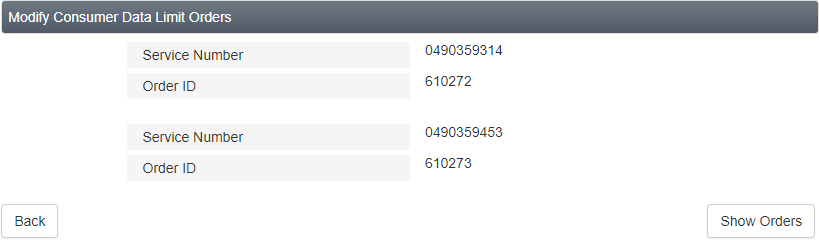 Modify Consumer Data Limit Orders
Service Number 0490359314
Order ID 610272
Service Number 0490359453
Order ID 610273
Back Show Orders